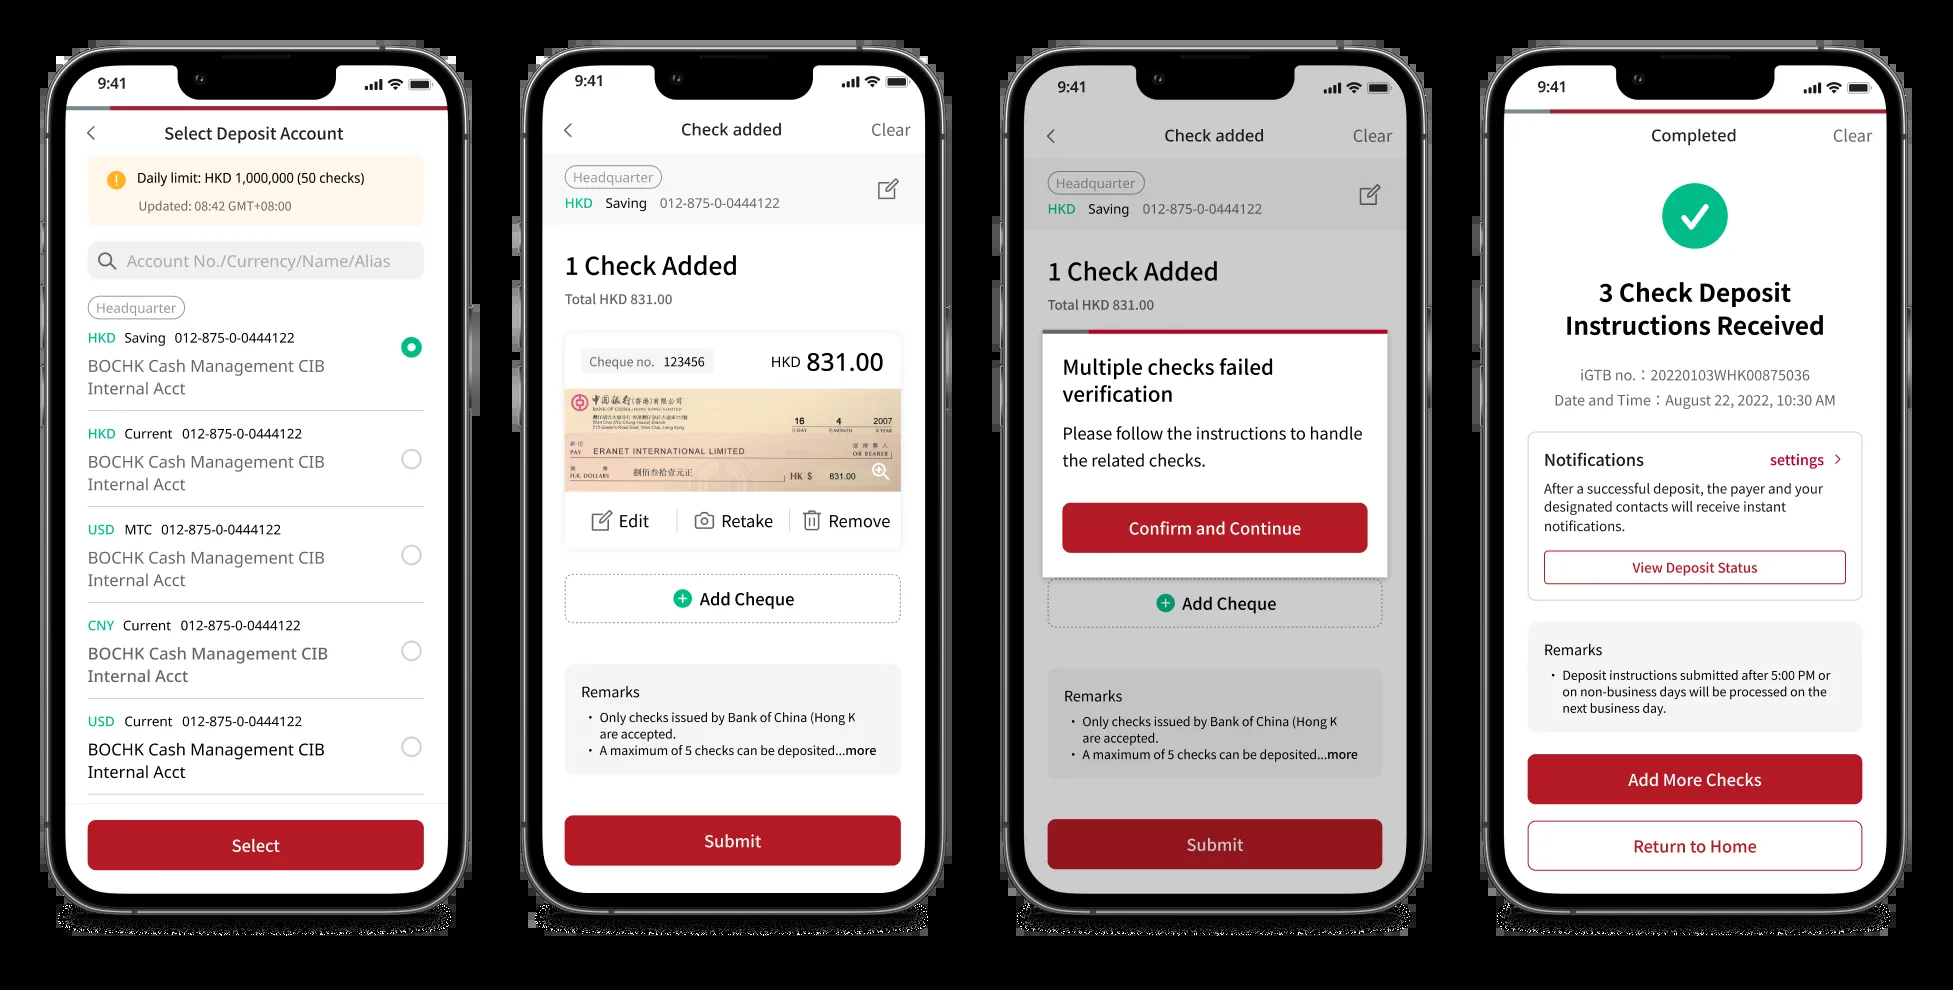 9:41
Select Deposit Account
Daily limit: HKD 1,000,000 (50 checks)
Updated: 08:42 GMT+08:00
Account No./Currency/Name/Alias
Headquarter
HKD Saving 012-875-0-0444122
BOCHK Cash Management CIB
Internal Acct
HKD Current 012-875-0-0444122
BOCHK Cash Management CIB
Internal Acct
USD MTC 012-875-0-0444122
BOCHK Cash Management CIB
Internal Acct
CNY Current 012-875-0-0444122
BOCHK Cash Management CIB
Internal Acct
USD Current 012-875-0-0444122
BOCHK Cash Management CIB
Internal Acct
Select
9:41
Check added Clear
Headquarter
HKD Saving 012-875-0-0444122
1 Check Added
Total HKD 831.00
Cheque no. 123456 HKD 831.00
中國銀行(香港)有限公司
BANK OF CHINA (HONG KONG) LIMITED
16 4 2007
日DAY 月MONTH 年YEAR
PAY ERANET INTERNATIONAL LIMITED OR BEARER
捌佰叁拾壹元正
H.K. DOLLARS HK $ 831.00
Edit Retake Remove
Add Cheque
Remarks
• Only checks issued by Bank of China (Hong K
are accepted.
• A maximum of 5 checks can be deposited...more
Submit
9:41
Check added Clear
Headquarter
HKD Saving 012-875-0-0444122
1 Check Added
Total HKD 831.00
Multiple checks failed
verification
Please follow the instructions to handle
the related checks.
Confirm and Continue
Add Cheque
Remarks
• Only checks issued by Bank of China (Hong K
are accepted.
• A maximum of 5 checks can be deposited...more
Submit
9:41
Completed Clear
3 Check Deposit
Instructions Received
iGTB no.：20220103WHK00875036
Date and Time：August 22, 2022, 10:30 AM
Notifications settings
After a successful deposit, the payer and your
designated contacts will receive instant
notifications.
View Deposit Status
Remarks
• Deposit instructions submitted after 5:00 PM or
on non-business days will be processed on the
next business day.
Add More Checks
Return to Home